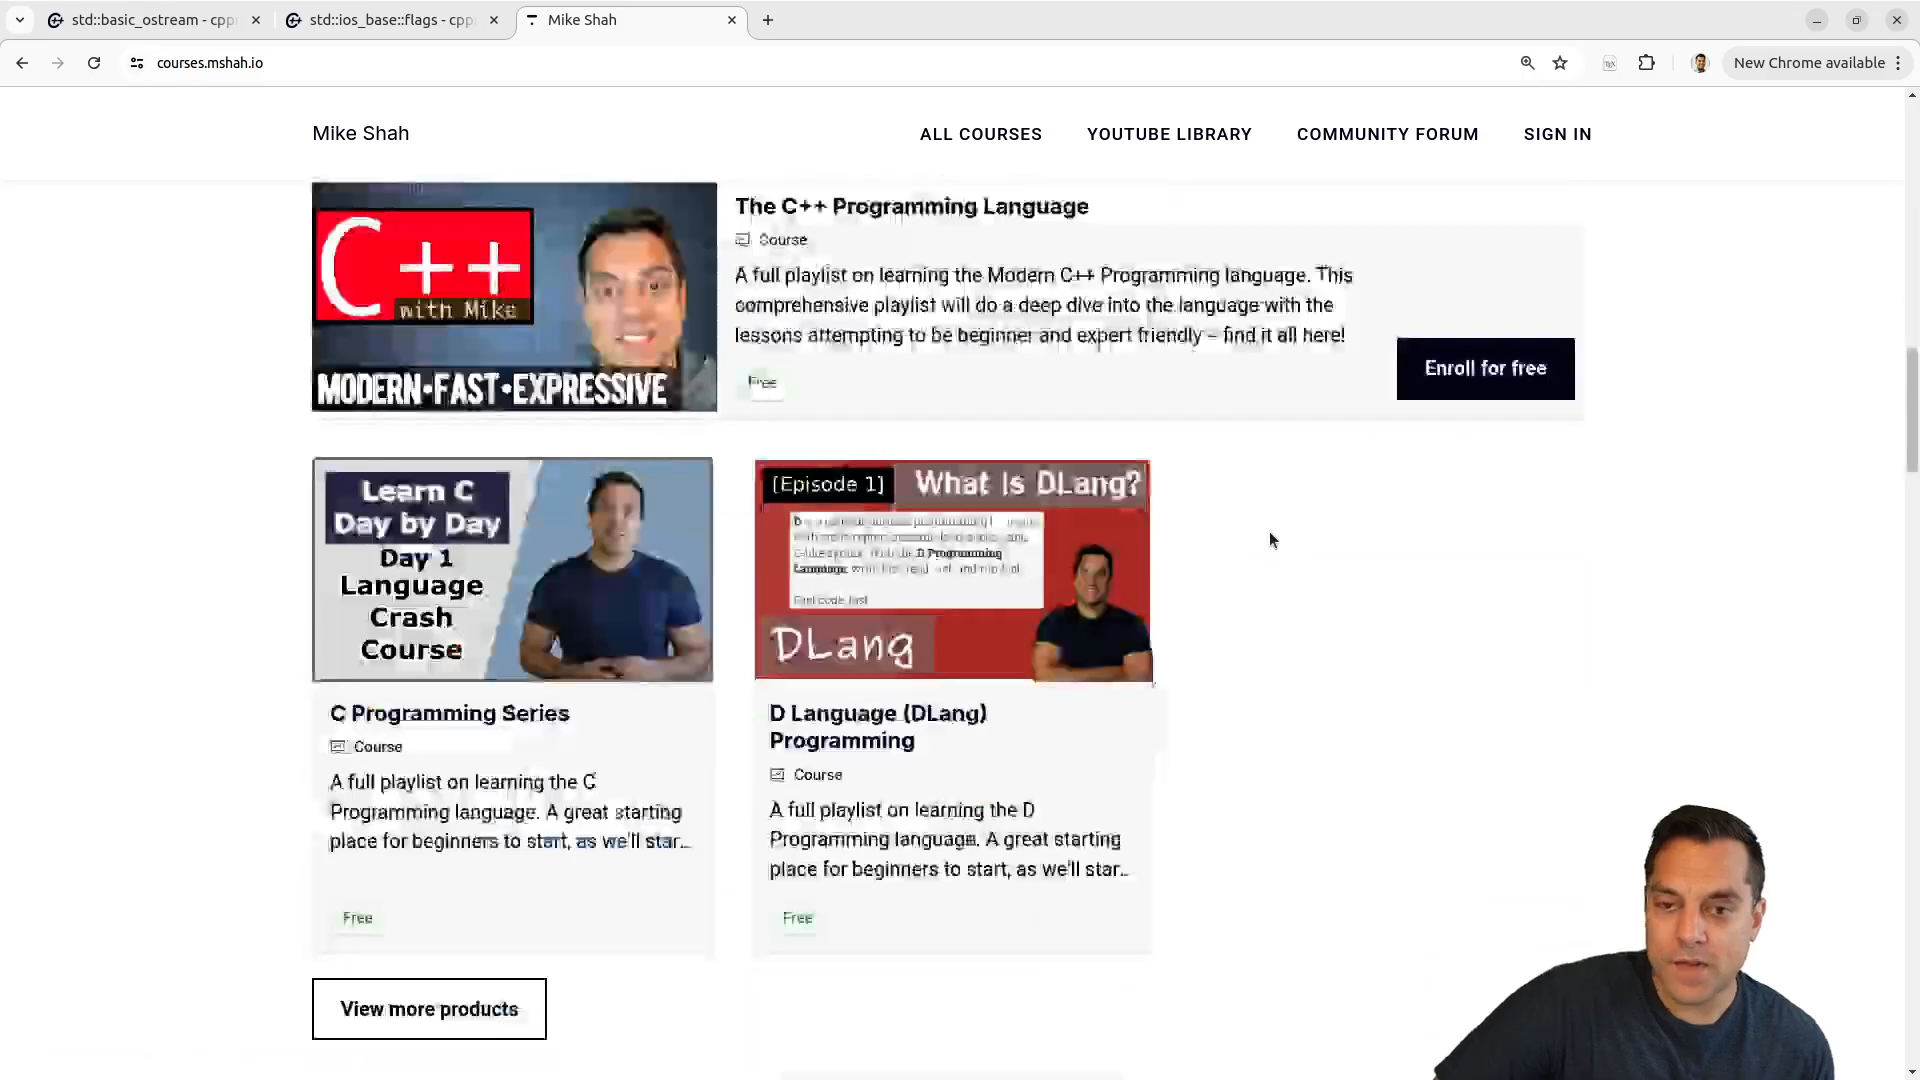 std::basic_ostream - cpp
std::ios_base::flags - cpp
Mike Shah
courses.mshah.io
New Chrome available
Mike Shah
ALL COURSES
YOUTUBE LIBRARY
COMMUNITY FORUM
SIGN IN
C++
with Mike
MODERN·FAST·EXPRESSIVE
The C++ Programming Language
Course
A full playlist on learning the Modern C++ Programming language. This
comprehensive playlist will do a deep dive into the language with the
lessons attempting to be beginner and expert friendly – find it all here!
Free
Enroll for free
Learn C
Day by Day
Day 1
Language
Crash
Course
C Programming Series
Course
A full playlist on learning the C
Programming language. A great starting
place for beginners to start, as we'll star...
Free
[Episode 1] What Is DLang?
D Programming
Language
DLang
D Language (DLang)
Programming
Course
A full playlist on learning the D
Programming language. A great starting
place for beginners to start, as we'll star...
Free
View more products